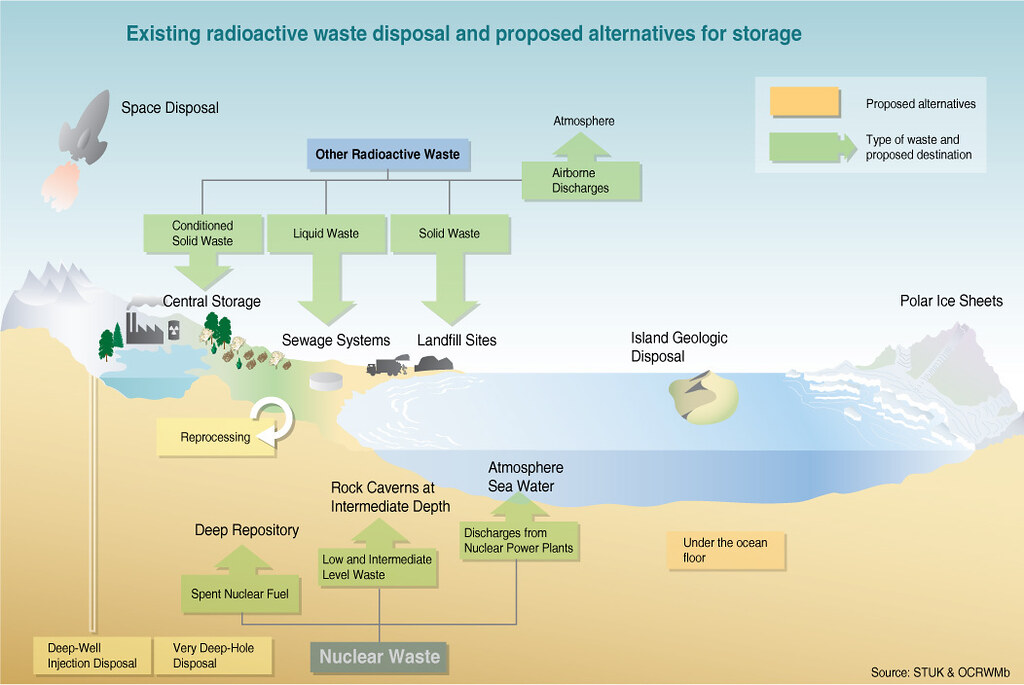 Existing radioactive waste disposal and proposed alternatives for storage
Space Disposal
Atmosphere
Proposed alternatives
Type of waste and
proposed destination
Other Radioactive Waste
Airborne
Discharges
Conditioned
Solid Waste
Liquid Waste
Solid Waste
Central Storage
Polar Ice Sheets
Sewage Systems
Landfill Sites
Island Geologic
Disposal
Reprocessing
Atmosphere
Sea Water
Rock Caverns at
Intermediate Depth
Deep Repository
Discharges from
Nuclear Power Plants
Under the ocean
floor
Low and Intermediate
Level Waste
Spent Nuclear Fuel
Deep-Well
Injection Disposal
Very Deep-Hole
Disposal
Nuclear Waste
Source: STUK & OCRWMb